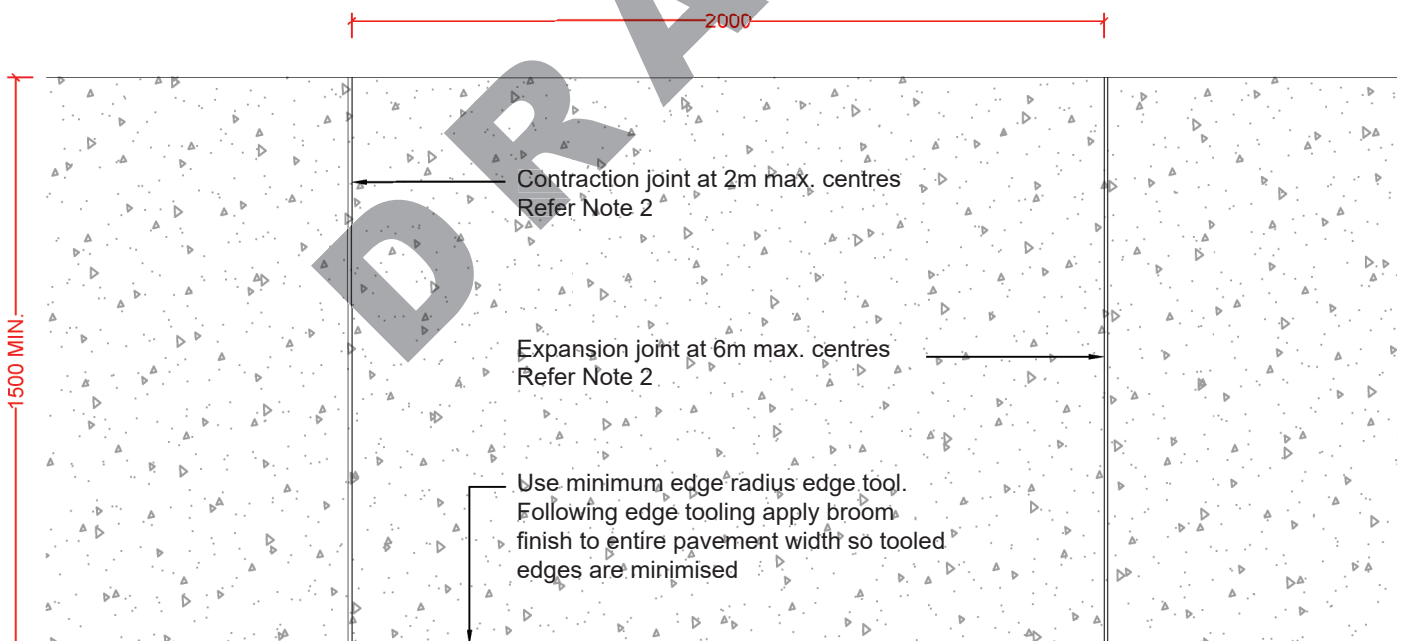 2000
1500 MIN.
DRA
Contraction joint at 2m max. centres
Refer Note 2
Expansion joint at 6m max. centres
Refer Note 2
Use minimum edge radius edge tool.
Following edge tooling apply broom
finish to entire pavement width so tooled
edges are minimised